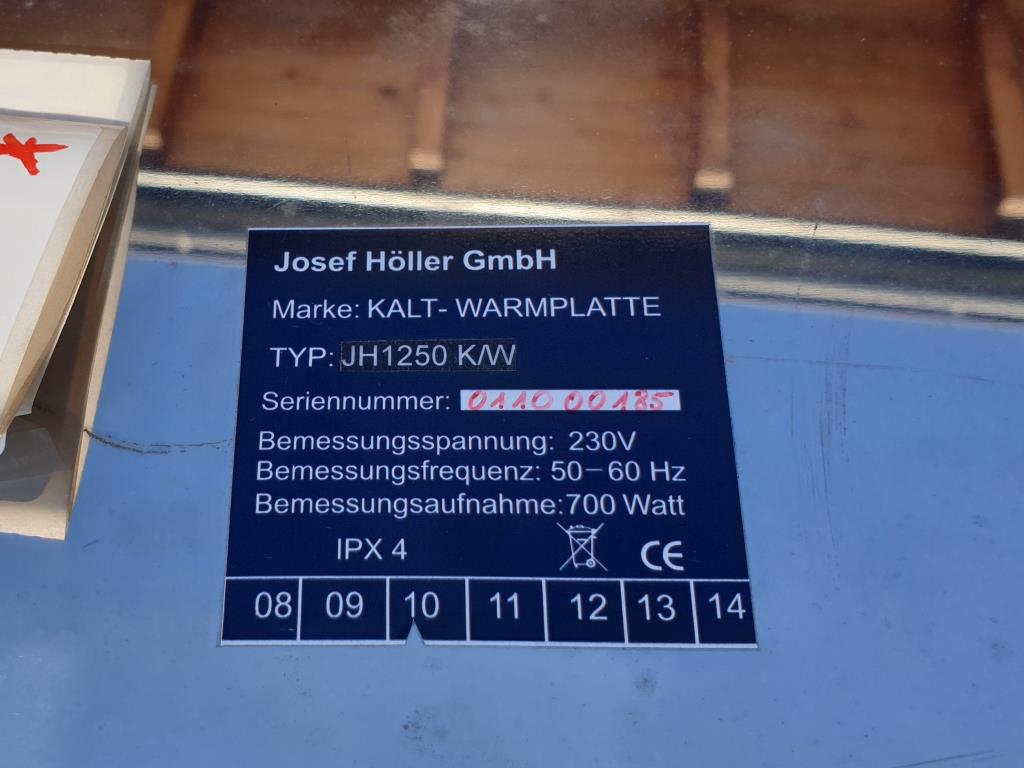 Josef Höller GmbH
Marke: KALT- WARMPLATTE
TYP: JH1250 K/W
Seriennummer: 0110 00185
Bemessungsspannung: 230V
Bemessungsfrequenz: 50-60 Hz
Bemessungsaufnahme:700 Watt
IPX 4 CE
08 09 10 11 12 13 14